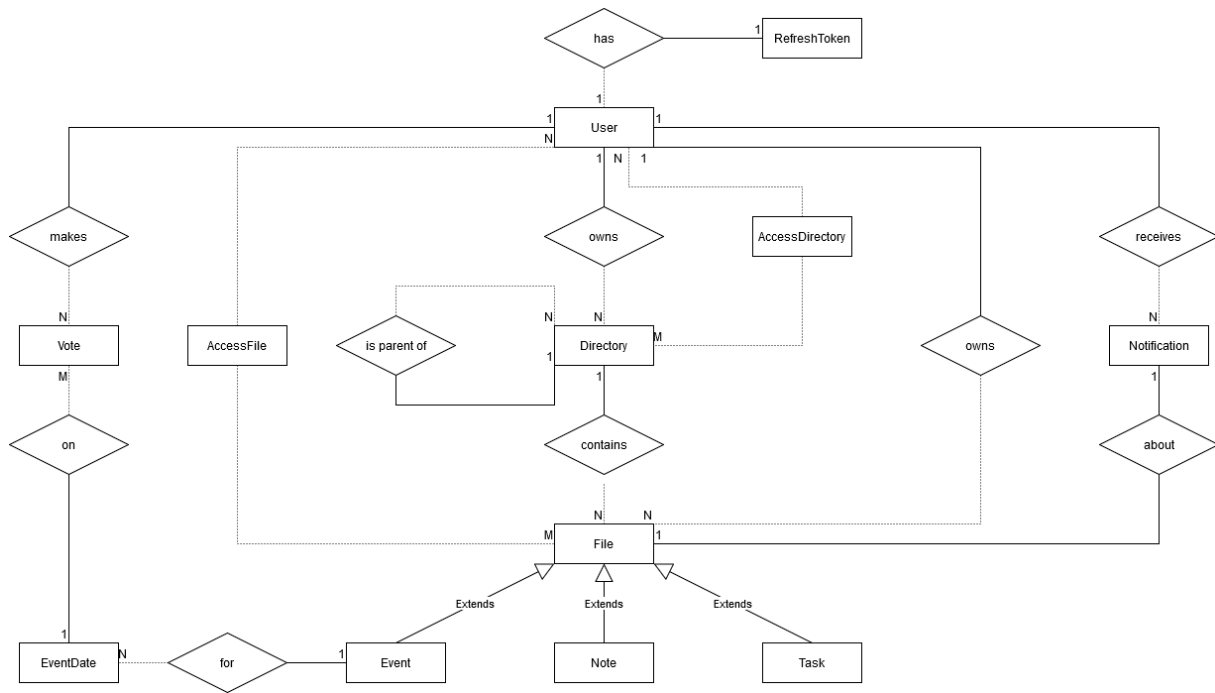 has
1
RefreshToken
1
1
User
1
N
1
N
1
makes
owns
AccessDirectory
receives
N
N
N
N
Vote
AccessFile
is parent of
Directory
M
owns
Notification
M
1
1
1
on
contains
about
N
N
M
File
1
Extends
Extends
Extends
1
EventDate
N
for
1
Event
Note
Task